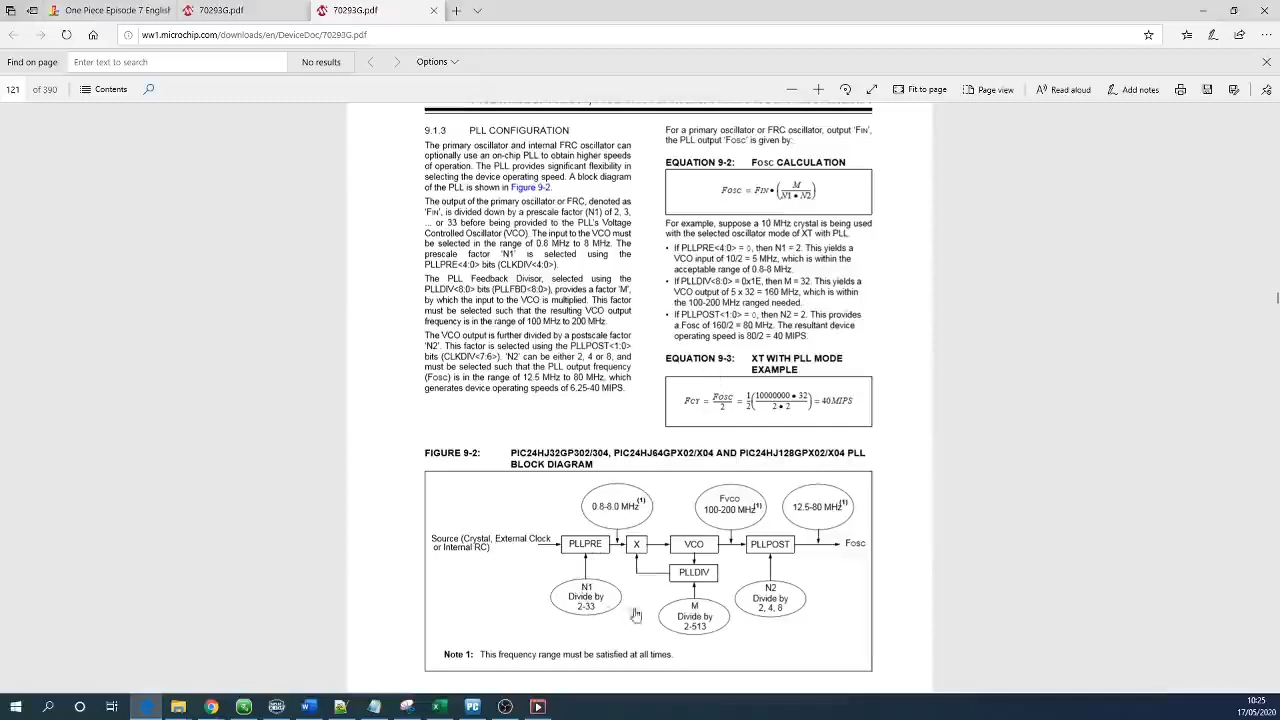 One Piece Episode 7 English
70293G.pdf
70293G.pdf
ww1.microchip.com/downloads/en/DeviceDoc/70293G.pdf
Find on page
Enter text to search
No results
Options
121
of 390
Contents
Fit to page
Page view
Read aloud
Add notes
9.1.3 PLL CONFIGURATION
The primary oscillator and internal FRC oscillator can
optionally use an on-chip PLL to obtain higher speeds
of operation. The PLL provides significant flexibility in
selecting the device operating speed. A block diagram
of the PLL is shown in Figure 9-2.
The output of the primary oscillator or FRC, denoted as
'FIN', is divided down by a prescale factor (N1) of 2, 3,
... or 33 before being provided to the PLL's Voltage
Controlled Oscillator (VCO). The input to the VCO must
be selected in the range of 0.8 MHz to 8 MHz. The
prescale factor 'N1' is selected using the
PLLPRE<4:0> bits (CLKDIV<4:0>).
The PLL Feedback Divisor, selected using the
PLLDIV<8:0> bits (PLLFBD<8:0>), provides a factor 'M',
by which the input to the VCO is multiplied. This factor
must be selected such that the resulting VCO output
frequency is in the range of 100 MHz to 200 MHz.
The VCO output is further divided by a postscale factor
'N2'. This factor is selected using the PLLPOST<1:0>
bits (CLKDIV<7:6>). 'N2' can be either 2, 4 or 8, and
must be selected such that the PLL output frequency
(Fosc) is in the range of 12.5 MHz to 80 MHz, which
generates device operating speeds of 6.25-40 MIPS.
For a primary oscillator or FRC oscillator, output 'FIN',
the PLL output 'Fosc' is given by:
EQUATION 9-2: FOSC CALCULATION
FOSC = FIN • (M / N1 • N2)
For example, suppose a 10 MHz crystal is being used
with the selected oscillator mode of XT with PLL.
• If PLLPRE<4:0> = 0, then N1 = 2. This yields a
VCO input of 10/2 = 5 MHz, which is within the
acceptable range of 0.8-8 MHz.
• If PLLDIV<8:0> = 0x1E, then M = 32. This yields a
VCO output of 5 x 32 = 160 MHz, which is within
the 100-200 MHz ranged needed.
• If PLLPOST<1:0> = 0, then N2 = 2. This provides
a Fosc of 160/2 = 80 MHz. The resultant device
operating speed is 80/2 = 40 MIPS.
EQUATION 9-3: XT WITH PLL MODE
EXAMPLE
FCY = FOSC / 2 = 1/2 (10000000 • 32 / 2 • 2) = 40 MIPS
FIGURE 9-2: PIC24HJ32GP302/304, PIC24HJ64GPX02/X04 AND PIC24HJ128GPX02/X04 PLL
BLOCK DIAGRAM
0.8-8.0 MHz(1)
FVCO
100-200 MHz(1)
12.5-80 MHz(1)
Source (Crystal, External Clock
or Internal RC)
PLLPRE
X
VCO
PLLPOST
Fosc
PLLDIV
N1
Divide by
2-33
M
Divide by
2-513
N2
Divide by
2, 4, 8
Note 1: This frequency range must be satisfied at all times.
10:25
17/05/2020